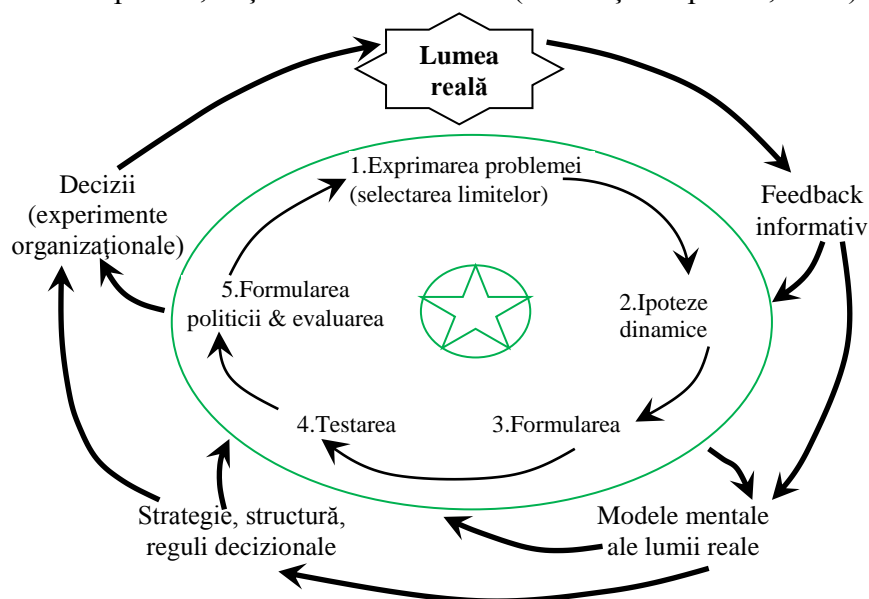 Lumea
reală
1.Exprimarea problemei
(selectarea limitelor)
Decizii
(experimente
organizaţionale)
Feedback
informativ
5.Formularea
politicii & evaluarea
2.Ipoteze
dinamice
4.Testarea
3.Formularea
Strategie, structură,
reguli decizionale
Modele mentale
ale lumii reale